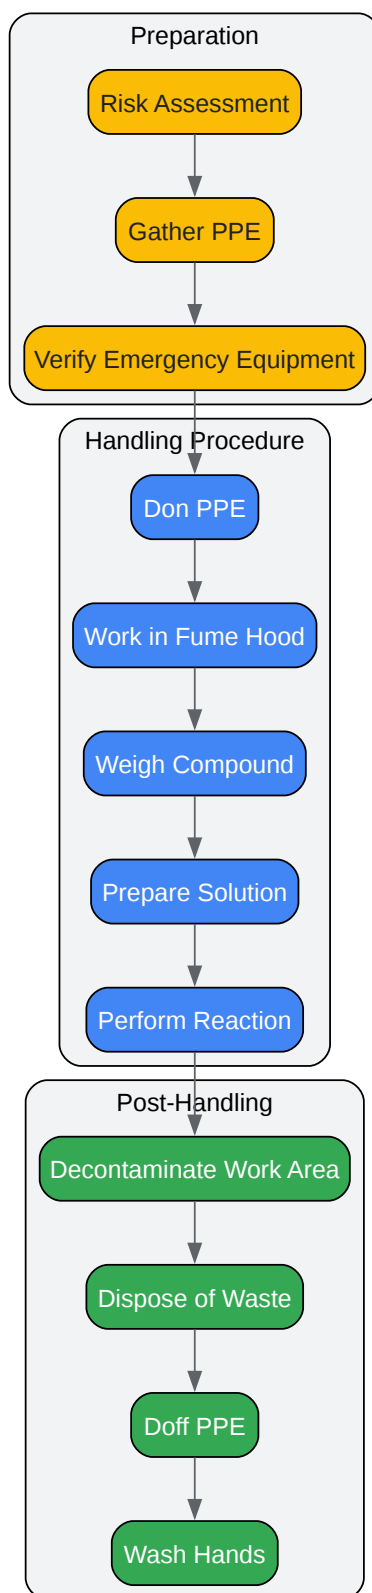 Preparation
Risk Assessment
Gather PPE
Verify Emergency Equipment
Handling Procedure
Don PPE
Work in Fume Hood
Weigh Compound
Prepare Solution
Perform Reaction
Post-Handling
Decontaminate Work Area
Dispose of Waste
Doff PPE
Wash Hands